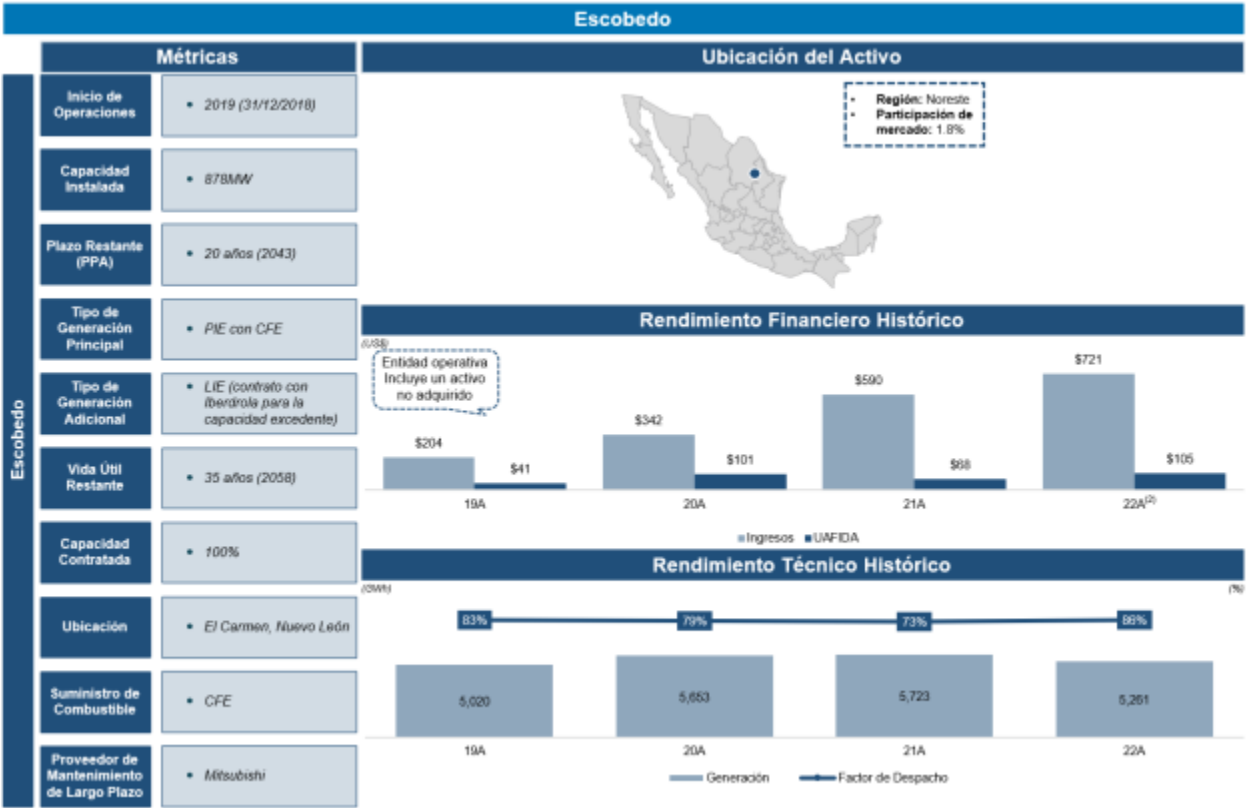 Escobedo
Métricas
Escobedo
Inicio de
Operaciones
• 2019 (31/12/2018)
Capacidad
Instalada
• 878MW
Plazo Restante
(PPA)
• 20 años (2043)
Tipo de
Generación
Principal
• PIE con CFE
Tipo de
Generación
Adicional
• LIE (contrato con
Iberdrola para la
capacidad excedente)
Vida Útil
Restante
• 35 años (2058)
Capacidad
Contratada
• 100%
Ubicación
• El Carmen, Nuevo León
Suministro de
Combustible
• CFE
Proveedor de
Mantenimiento
de Largo Plazo
• Mitsubishi
Ubicación del Activo
• Región: Noreste
• Participación de
mercado: 1.8%
Rendimiento Financiero Histórico
(US$)
Entidad operativa
Incluye un activo
no adquirido
$204
$41
$342
$101
$590
$68
$721
$105
19A
20A
21A
22A(2)
Ingresos
UAFIDA
Rendimiento Técnico Histórico
(GWh)
(%)
83%
79%
73%
86%
5,020
5,653
5,723
5,261
19A
20A
21A
22A
Generación
Factor de Despacho